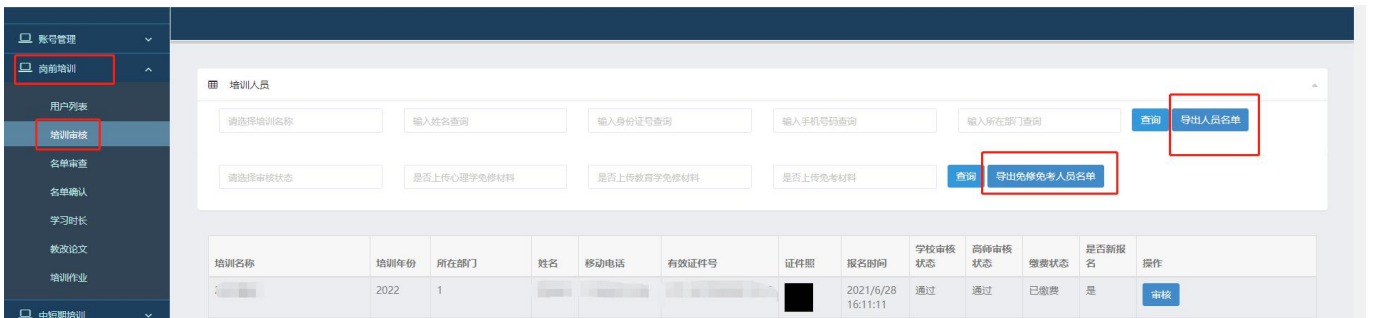 账号管理
岗前培训
用户列表
培训审核
名单审查
名单确认
学习时长
教改论文
培训作业
中短期培训
培训人员
请选择培训名称 输入姓名查询 输入身份证号查询 输入手机号码查询 输入所在部门查询 查询 导出人员名单
请选择审核状态 是否上传心理学免修材料 是否上传教育学免修材料 是否上传免考材料 查询 导出免修免考人员名单
培训名称 培训年份 所在部门 姓名 移动电话 有效证件号 证件照 报名时间 学校审核状态 高师审核状态 缴费状态 是否新报名 操作
2022 1 2021/6/28 通过 通过 已缴费 是 审核
16:11:11